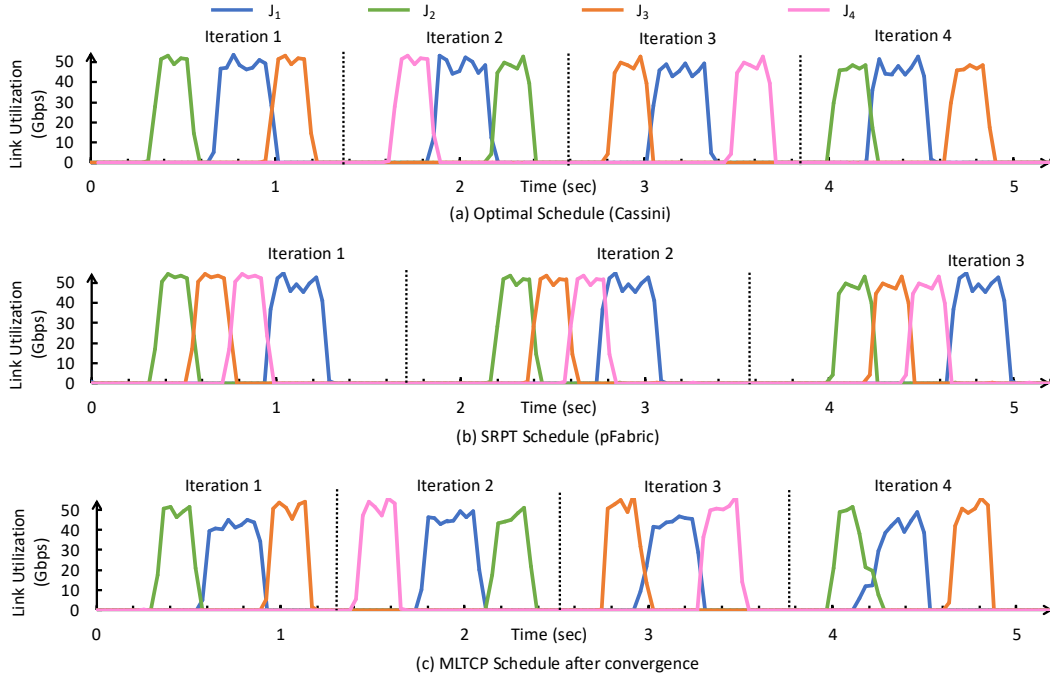 J1 J2 J3 J4
Iteration 1 Iteration 2 Iteration 3 Iteration 4
Link Utilization
(Gbps)
50
40
30
20
10
0
0 1 2 Time (sec) 3 4 5
(a) Optimal Schedule (Cassini)
Iteration 1 Iteration 2 Iteration 3
Link Utilization
(Gbps)
50
40
30
20
10
0
0 1 2 Time (sec) 3 4 5
(b) SRPT Schedule (pFabric)
Iteration 1 Iteration 2 Iteration 3 Iteration 4
Link Utilization
(Gbps)
50
40
30
20
10
0
0 1 2 Time (sec) 3 4 5
(c) MLTCP Schedule after convergence